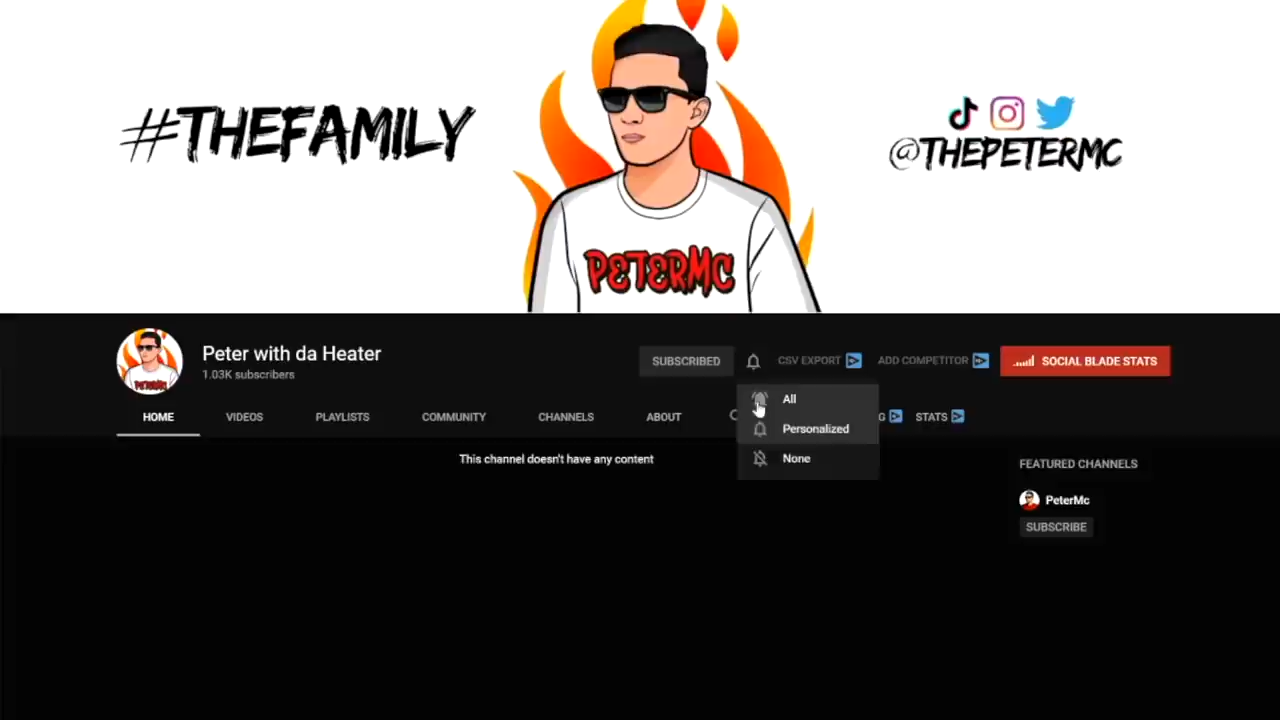 #THEFAMILY
@THEPETERMC
PETERMC
PETERMC
Peter with da Heater
1.03K subscribers
SUBSCRIBED
CSV EXPORT
ADD COMPETITOR
SOCIAL BLADE STATS
HOME
VIDEOS
PLAYLISTS
COMMUNITY
CHANNELS
ABOUT
G
STATS
All
Personalized
None
This channel doesn't have any content
FEATURED CHANNELS
PeterMc
SUBSCRIBE